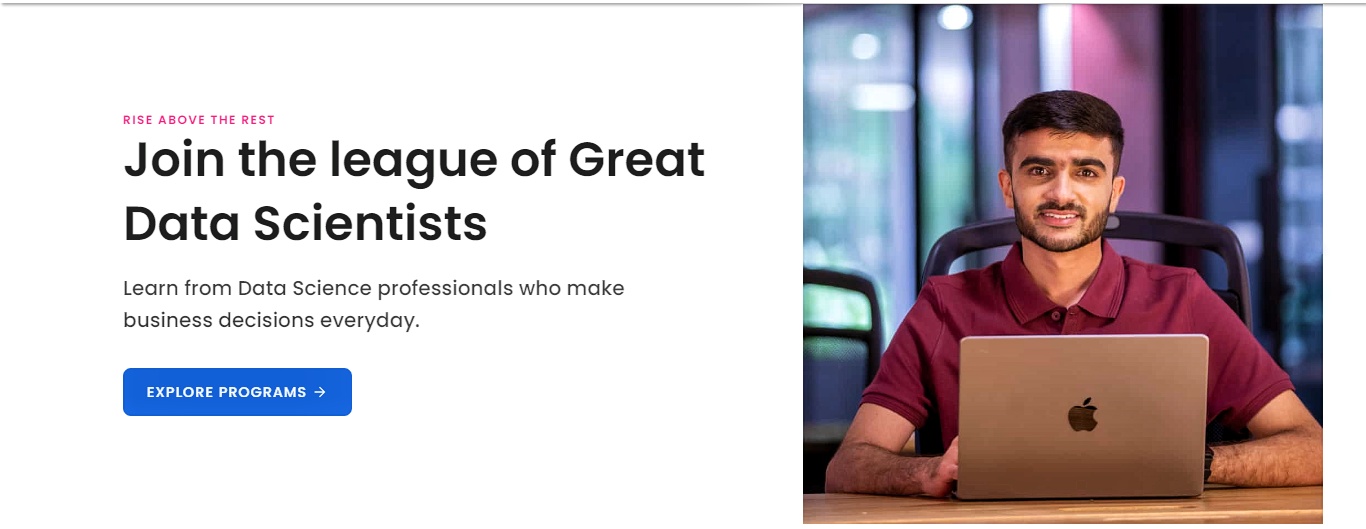 RISE ABOVE THE REST
Join the league of Great
Data Scientists
Learn from Data Science professionals who make
business decisions everyday.
EXPLORE PROGRAMS →